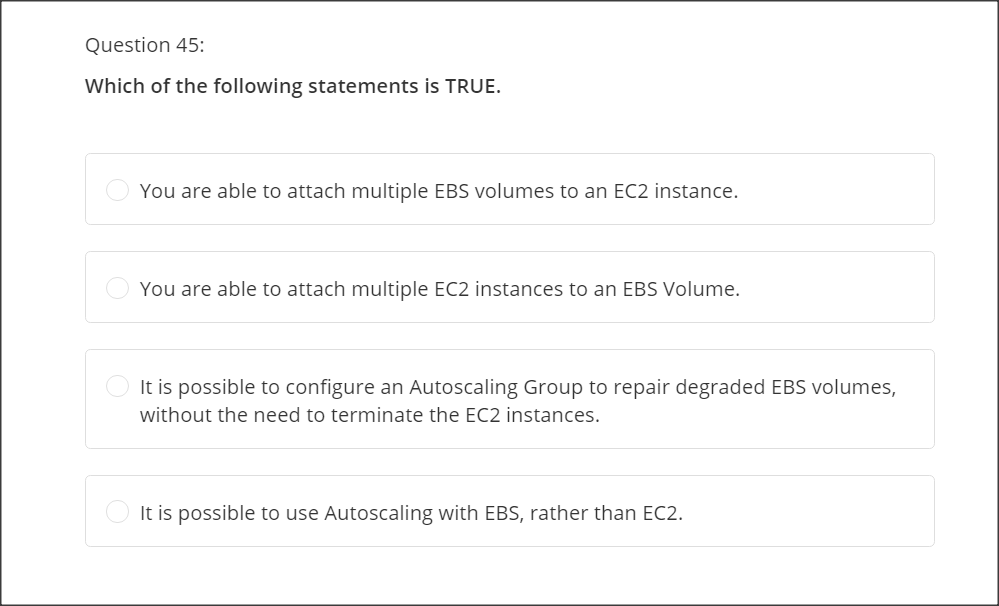 Question 45:
Which of the following statements is TRUE.
You are able to attach multiple EBS volumes to an EC2 instance.
You are able to attach multiple EC2 instances to an EBS Volume.
It is possible to configure an Autoscaling Group to repair degraded EBS volumes,
without the need to terminate the EC2 instances.
It is possible to use Autoscaling with EBS, rather than EC2.